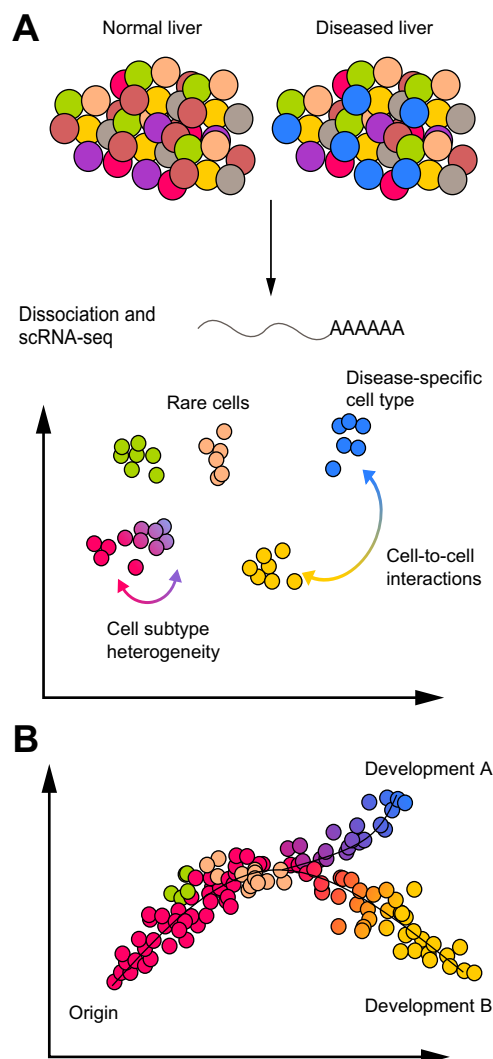 A
Normal liver
Diseased liver
Dissociation and
scRNA-seq
AAAAAA
Disease-specific
cell type
Rare cells
Cell-to-cell
interactions
Cell subtype
heterogeneity
B
Development A
Origin
Development B